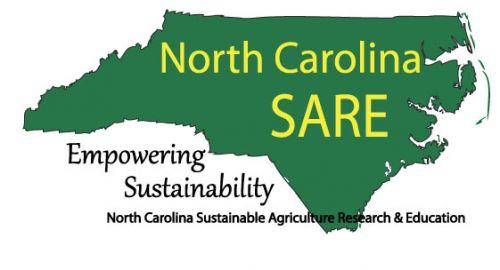 North Carolina
SARE
Empowering
Sustainability
North Carolina Sustainable Agriculture Research & Education